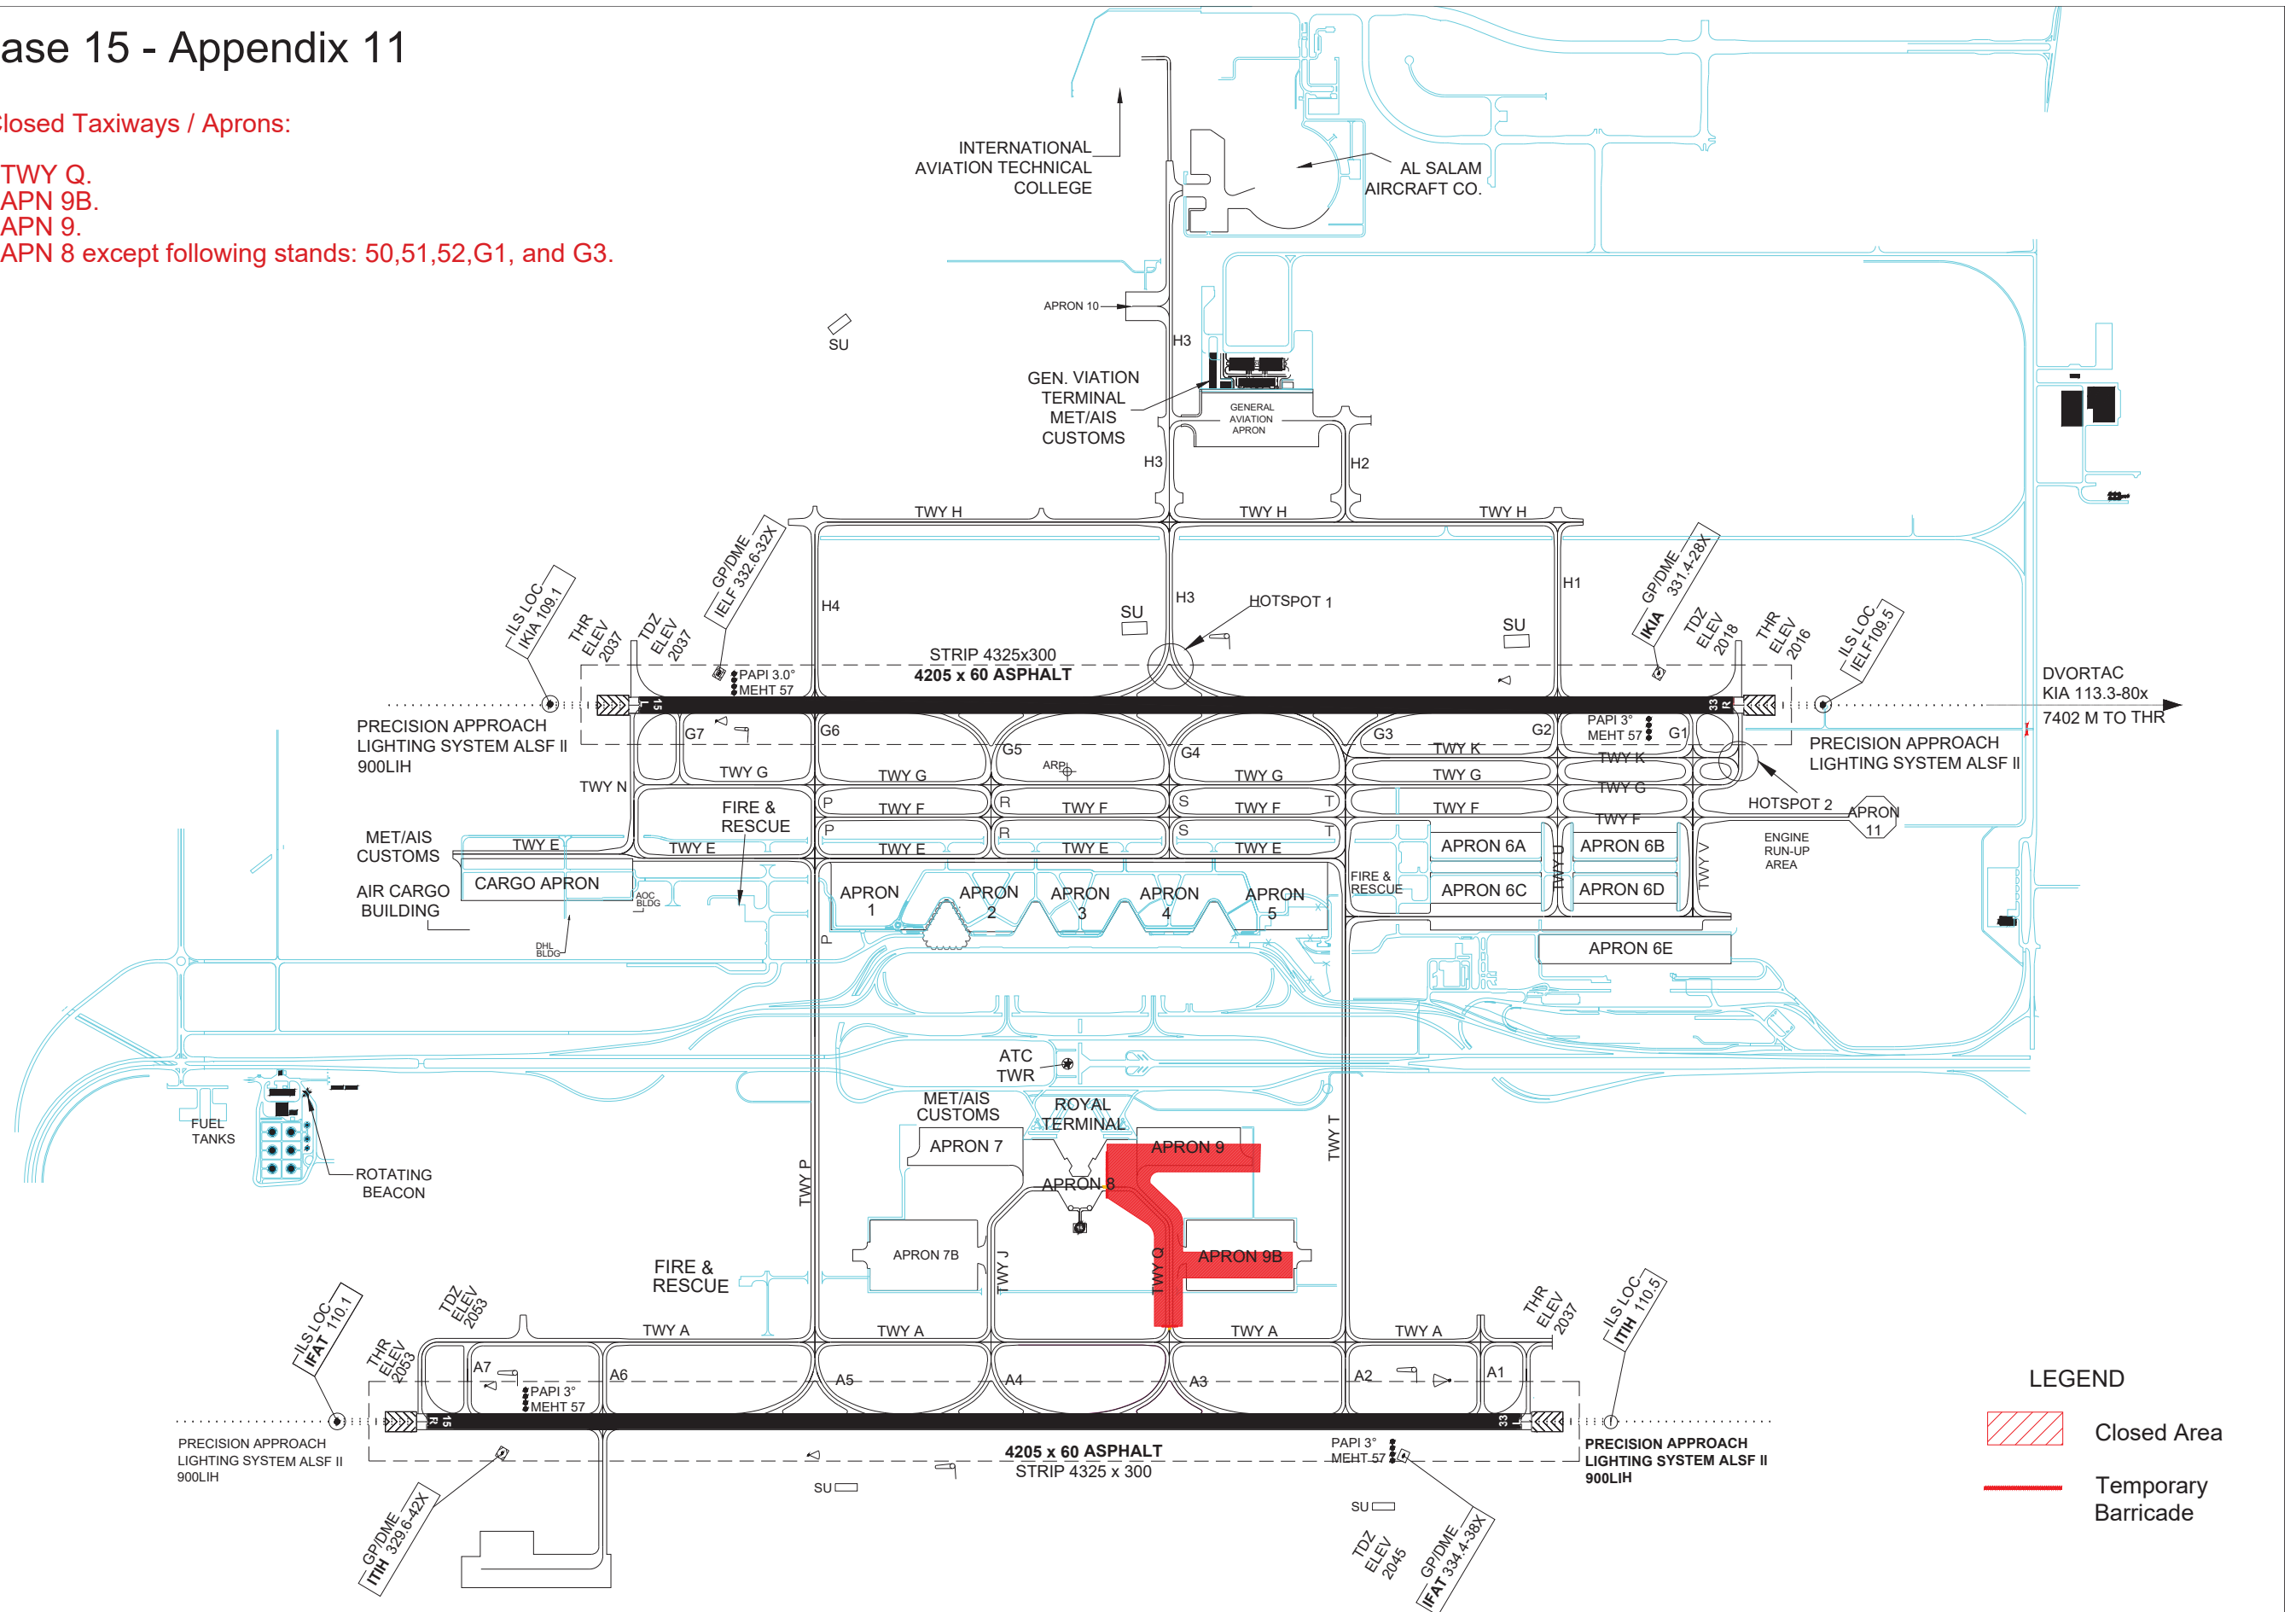 ase 15 - Appendix 11
Closed Taxiways / Aprons:
TWY Q.
APN 9B.
APN 9.
APN 8 except following stands: 50,51,52,G1, and G3.
INTERNATIONAL
AVIATION TECHNICAL
COLLEGE
AL SALAM
AIRCRAFT CO.
APRON 10
SU
H3
GEN. VIATION
TERMINAL
MET/AIS
CUSTOMS
GENERAL
AVIATION
APRON
H3
H2
TWY H
TWY H
TWY H
GP/DME
IELF 332.6-32X
GP/DME
IKIA 331.4-28X
ILS LOC
IKIA 109.1
THR
ELEV
2037
TDZ
ELEV
2037
H4
H3
H1
HOTSPOT 1
SU
SU
TDZ
ELEV
2018
THR
ELEV
2016
ILS LOC
IELF109.5
STRIP 4325x300
4205 x 60 ASPHALT
PAPI 3.0°
MEHT 57
15
L
33
R
DVORTAC
KIA 113.3-80x
7402 M TO THR
PRECISION APPROACH
LIGHTING SYSTEM ALSF II
900LIH
G7
G6
G5
G4
G3
G2
PAPI 3°
MEHT 57
G1
PRECISION APPROACH
LIGHTING SYSTEM ALSF II
TWY K
TWY K
ARP
TWY G
TWY G
TWY G
TWY G
TWY G
TWY N
HOTSPOT 2
P
TWY F
R
TWY F
S
TWY F
T
TWY F
TWY F
APRON
11
FIRE &
RESCUE
P
R
S
T
ENGINE
RUN-UP
AREA
MET/AIS
CUSTOMS
TWY E
TWY E
TWY E
TWY E
TWY E
APRON 6A
TWY U
APRON 6B
TWY V
CARGO APRON
AIR CARGO
BUILDING
AOC
BLDG
DHL
BLDG
APRON
1
APRON
2
APRON
3
APRON
4
APRON
5
FIRE &
RESCUE
APRON 6C
APRON 6D
P
APRON 6E
ATC
TWR
MET/AIS
CUSTOMS
ROYAL
TERMINAL
FUEL
TANKS
ROTATING
BEACON
TWY P
APRON 7
APRON 8
APRON 9
TWY T
APRON 7B
TWY J
TWY Q
APRON 9B
FIRE &
RESCUE
ILS LOC
IFAT 110.1
TDZ
ELEV
2053
THR
ELEV
2053
TWY A
TWY A
TWY A
TWY A
THR
ELEV
2037
ILS LOC
ITIH 110.5
A7
A6
A5
A4
A3
A2
A1
PAPI 3°
MEHT 57
15
R
33
L
PRECISION APPROACH
LIGHTING SYSTEM ALSF II
900LIH
4205 x 60 ASPHALT
STRIP 4325 x 300
PAPI 3°
MEHT 57
PRECISION APPROACH
LIGHTING SYSTEM ALSF II
900LIH
SU
SU
GP/DME
ITIH 329.6-42X
TDZ
ELEV
2045
GP/DME
IFAT 334.4-38X
LEGEND
Closed Area
Temporary
Barricade